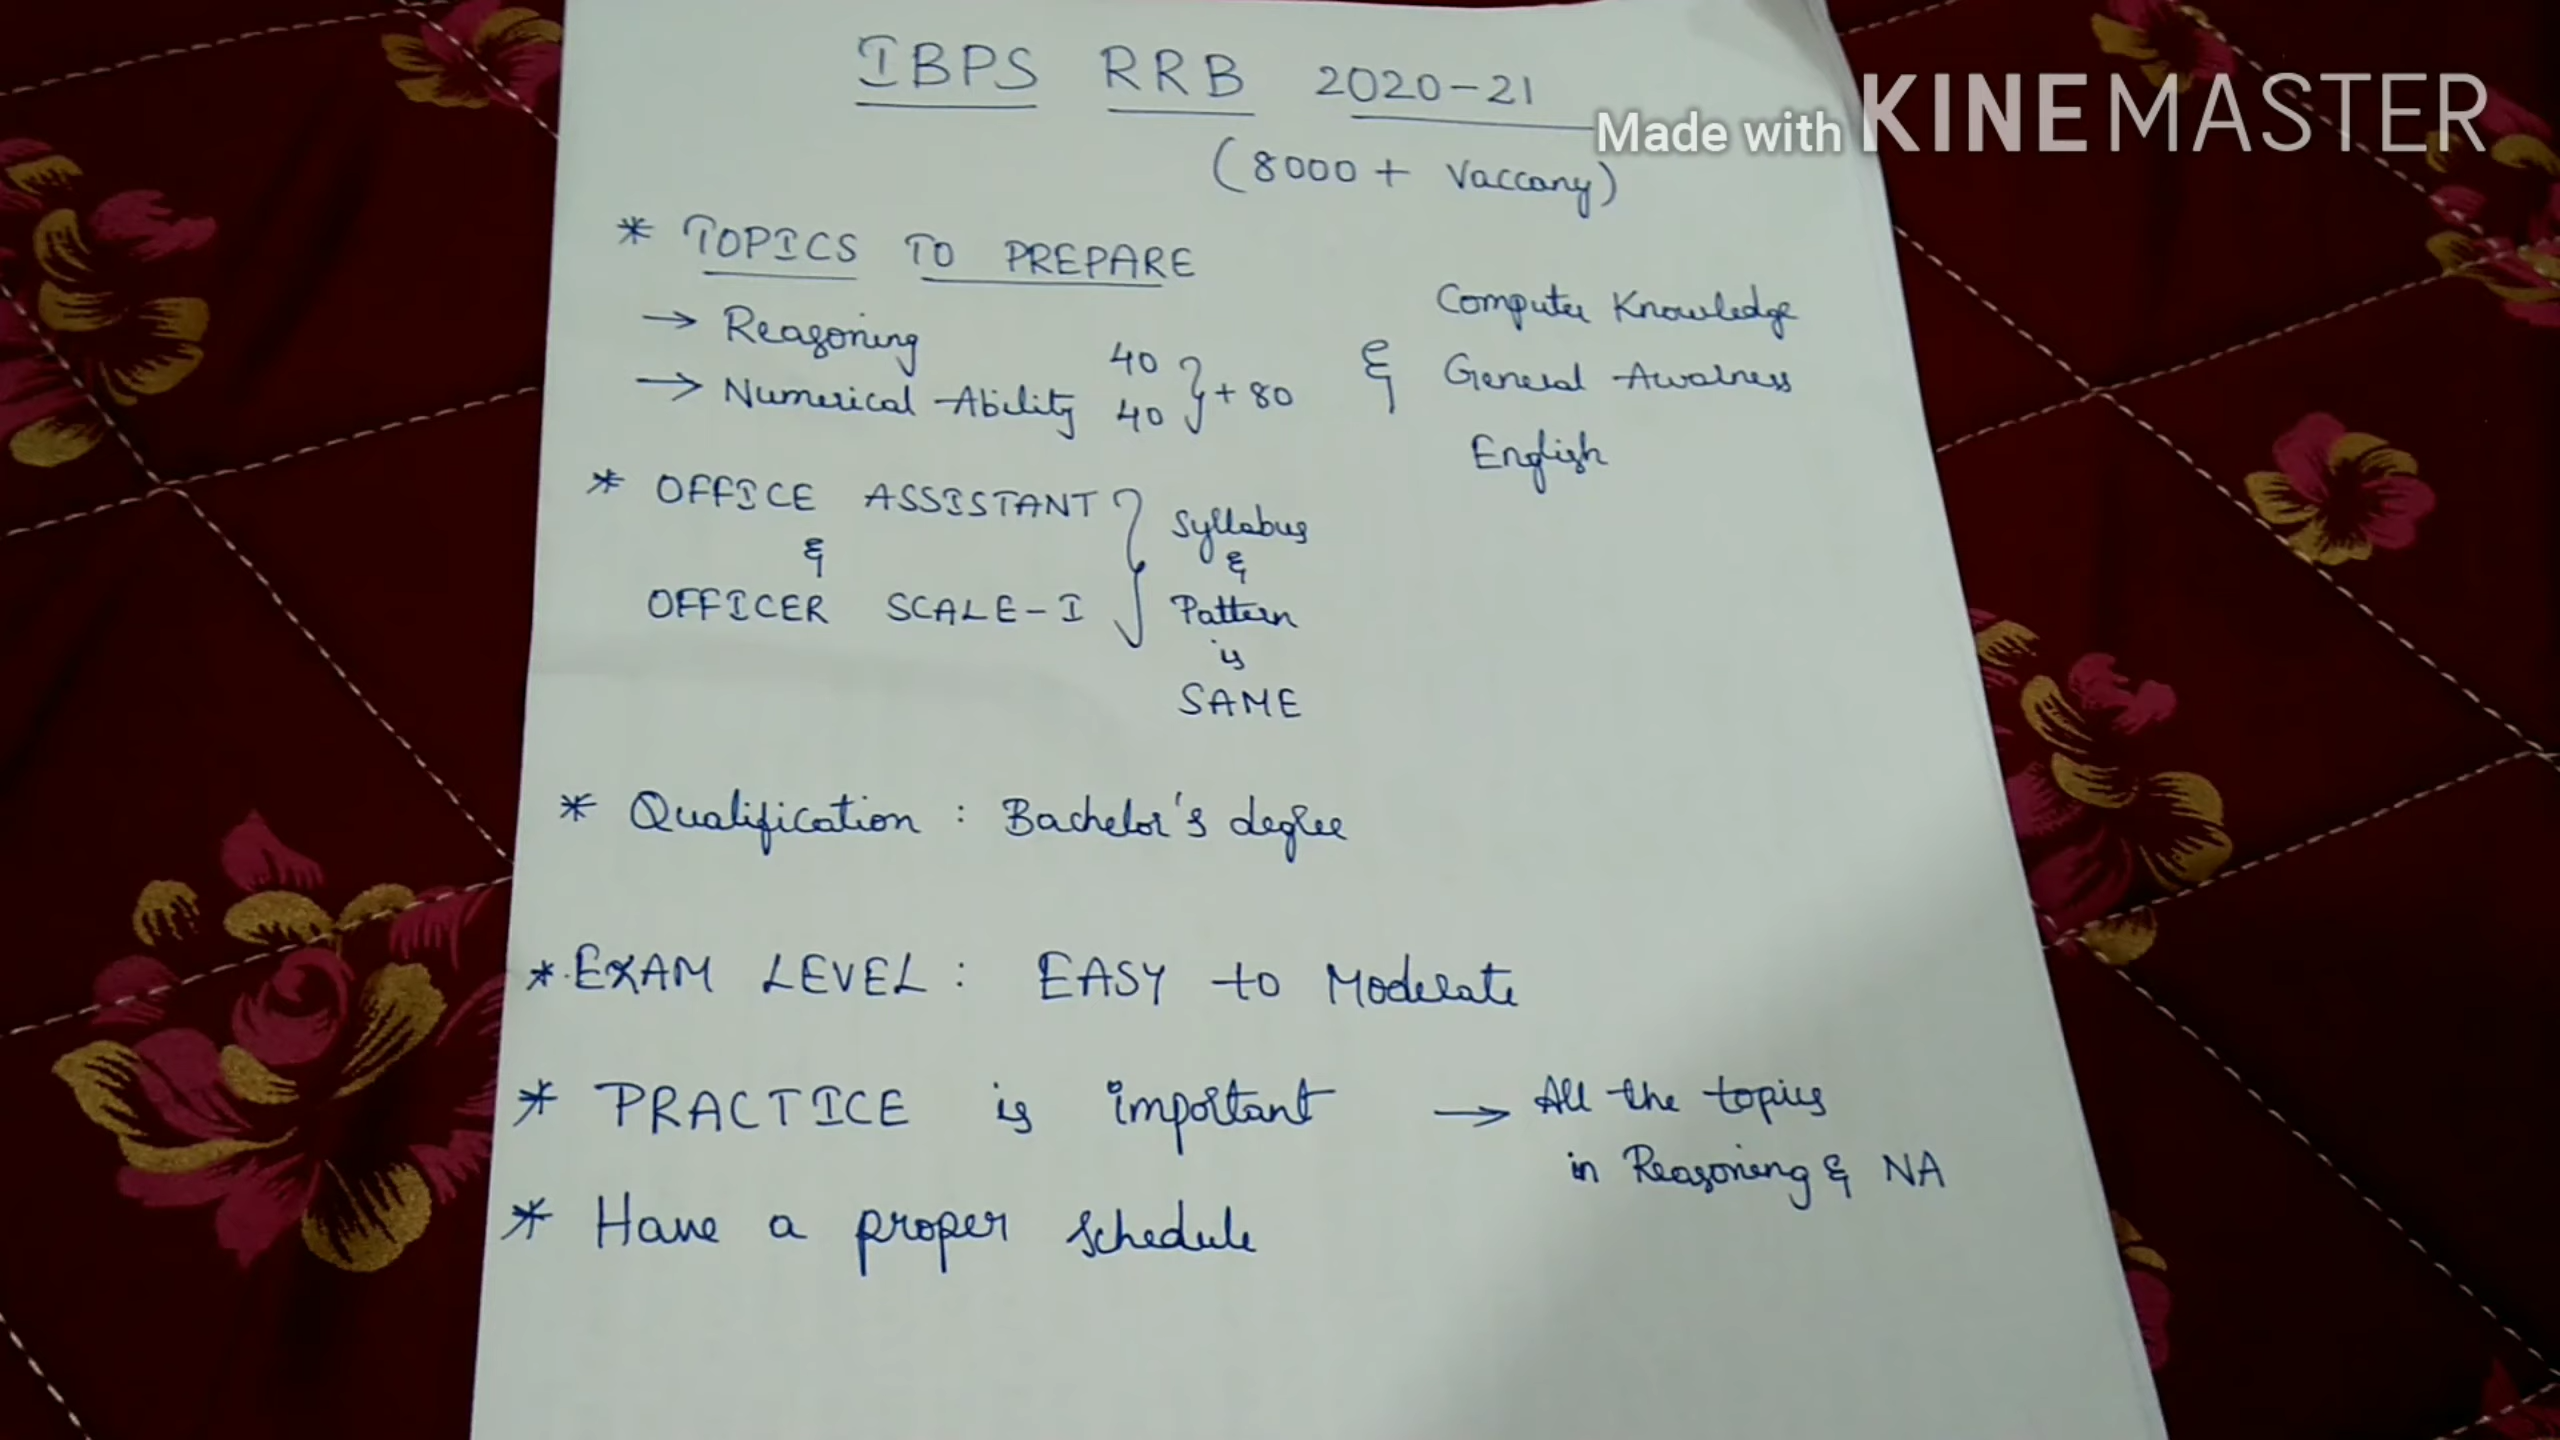 IBPS RRB 2020-21
Made with KINEMASTER
(8000+ Vaccany)
* TOPICS TO PREPARE
→ Reasoning 40
→ Numerical Ability 40 } + 80
& Computer Knowledge
General Awarness
English
* OFFICE ASSISTANT
&
OFFICER SCALE-I
} Syllabus
&
Pattern
is
SAME
* Qualification : Bachelor's degree
* EXAM LEVEL : EASY to Moderate
* PRACTICE is important → All the topics
in Reasoning & NA
* Have a proper schedule